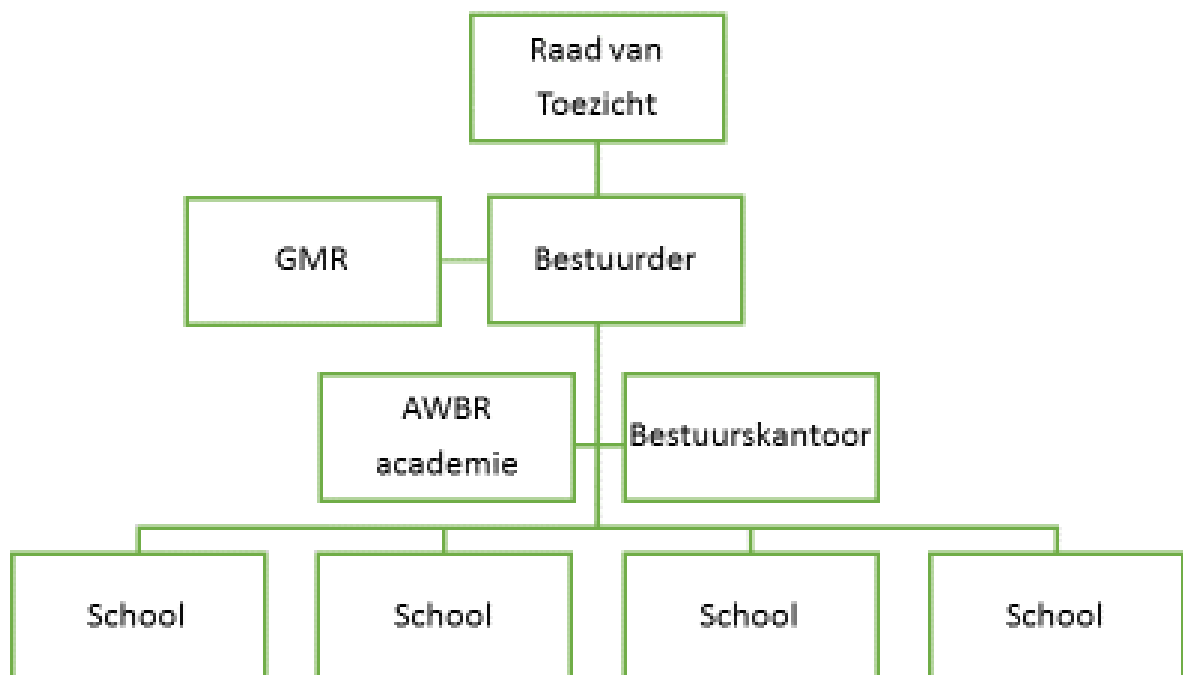 Raad van
Toezicht
GMR
Bestuurder
AWBR
academie
Bestuurskantoor
School
School
School
School